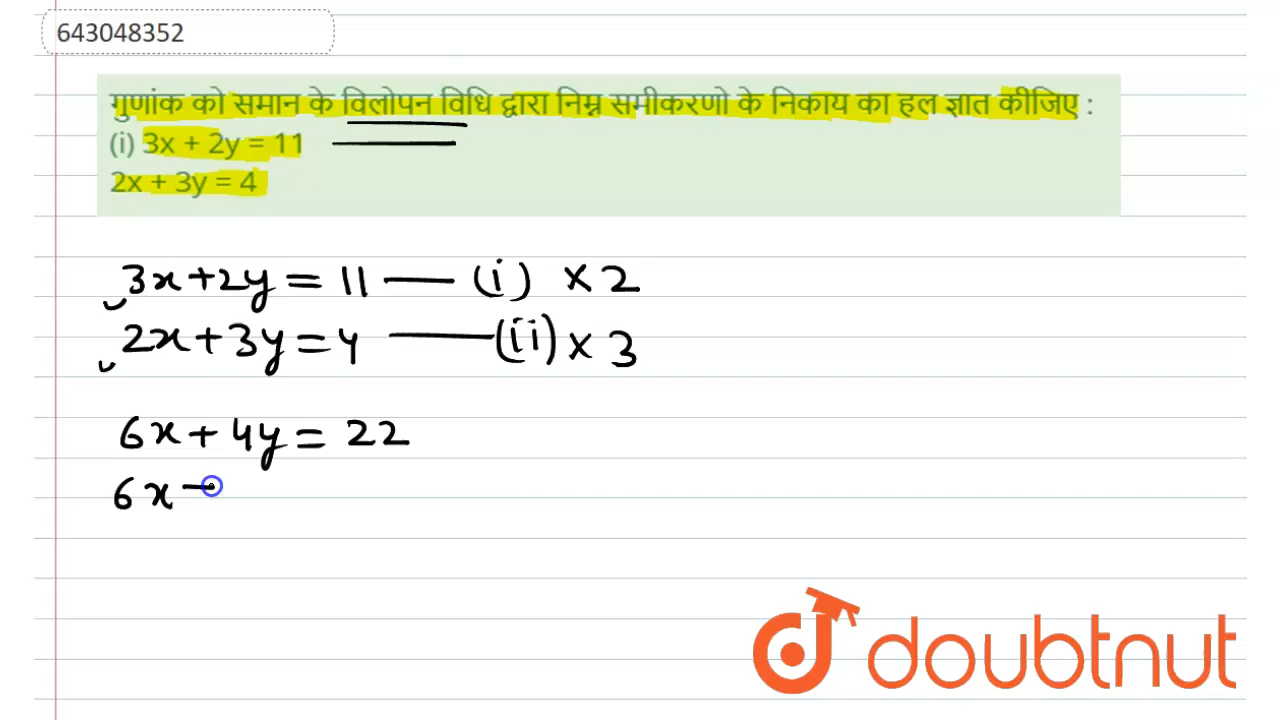 643048352
गुणांक को समान के विलोपन विधि द्वारा निम्न समीकरणो के निकाय का हल ज्ञात कीजिए :
(i) 3x + 2y = 11
2x + 3y = 4
3x+2y = 11 — (i) × 2
2x+3y=4 — (ii) × 3
6x + 4y = 22
6x -
doubtnut